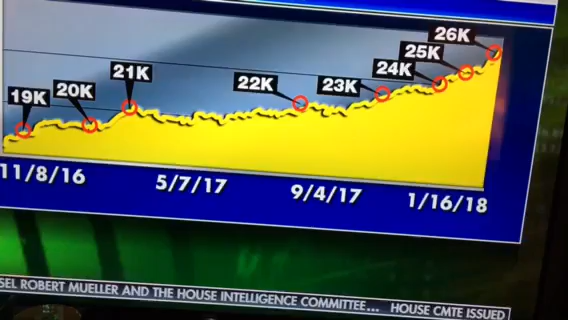 26K
25K
24K
23K
22K
21K
20K
19K
11/8/16 5/7/17 9/4/17 1/16/18
SEL ROBERT MUELLER AND THE HOUSE INTELLIGENCE COMMITTEE... HOUSE CMTE ISSUED